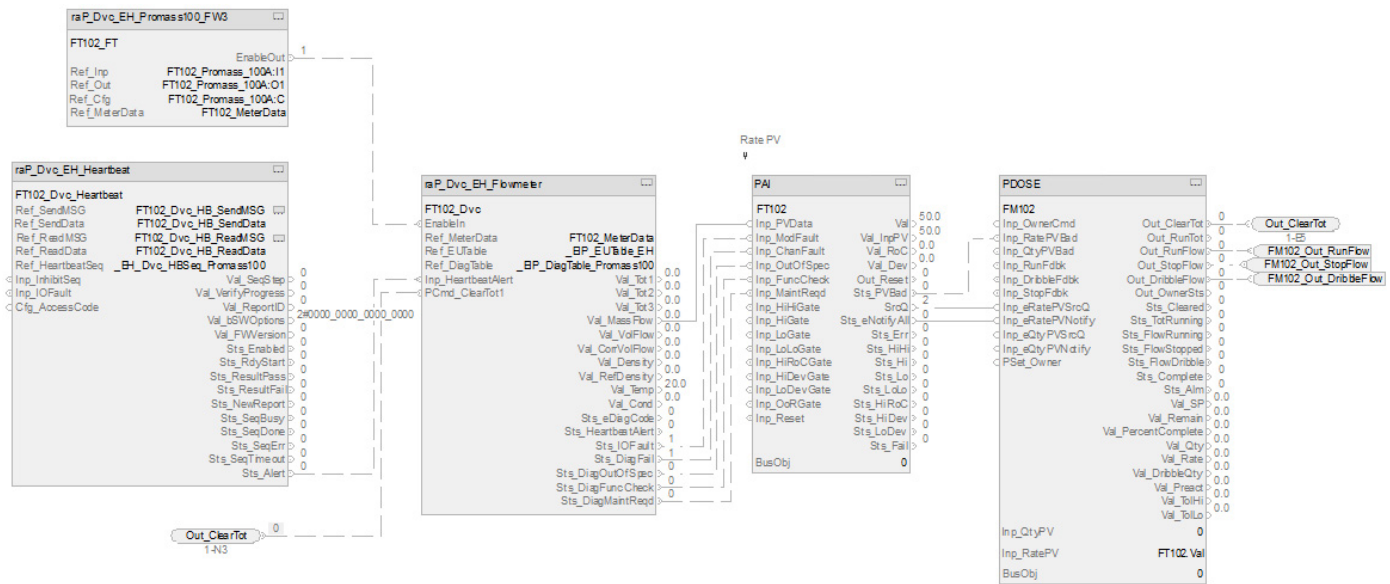 raP_Dvc_EH_Promass100_FW3
FT102_FT
EnableOut 1
Ref_Inp FT102_Promass_100A:I1
Ref_Out FT102_Promass_100A:O1
Ref_Cfg FT102_Promass_100A:C
Ref_MeterData FT102_MeterData
raP_Dvc_EH_Heartbeat
FT102_Dvc_Heartbeat
Ref_SendMSG FT102_Dvc_HB_SendMSG
Ref_SendData FT102_Dvc_HB_SendData
Ref_ReadMSG FT102_Dvc_HB_ReadMSG
Ref_ReadData FT102_Dvc_HB_ReadData
Ref_HeartbeatSeq _EH_Dvc_HBSeq_Promass100
Inp_InhibitSeq Val_SeqStep 0
Inp_IOFault Val_VerifyProgress 0
Cfg_AccessCode Val_ReportID 0
Val_bSWOptions 2#0000_0000_0000_0000
Val_FWVersion 0
Sts_Enabled 0
Sts_RdyStart 0
Sts_ResultPass 0
Sts_ResultFail 0
Sts_NewReport 0
Sts_SeqBusy 0
Sts_SeqDone 0
Sts_SeqErr 0
Sts_SeqTimeout 0
Sts_Alert 0
Out_ClearTot 0
1-N3
raP_Dvc_EH_Flowmeter
FT102_Dvc
EnableIn
Ref_MeterData FT102_MeterData
Ref_EUTable _BP_EUTable_EH
Ref_DiagTable _BP_DiagTable_Promass100
Inp_HeartbeatAlert Val_Tot1 0.0
PCmd_ClearTot1 Val_Tot2 0.0
Val_Tot3 0.0
Val_MassFlow 0.0
Val_VolFlow 0.0
Val_CorrVolFlow 0.0
Val_Density 0.0
Val_RefDensity 0.0
Val_Temp 20.0
Val_Cond 0.0
Sts_eDiagCode 0
Sts_HeartbeatAlert 0
Sts_IOFault 1
Sts_DiagFail 1
Sts_DiagOutOfSpec 0
Sts_DiagFuncCheck 0
Sts_DiagMaintReqd 0
Rate PV
PAI
FT102
Inp_PVData Val 50.0
Inp_ModFault Val_InpPV 50.0
Inp_ChanFault Val_RoC 0.0
Inp_OutOfSpec Val_Dev 0.0
Inp_FuncCheck Out_Reset 0
Inp_MaintReqd Sts_PVBad 0
Inp_HiHiGate SrcQ 2
Inp_HiGate Sts_eNotifyAll 0
Inp_LoGate Sts_Err 0
Inp_LoLoGate Sts_HiHi 0
Inp_HiRoCGate Sts_Hi 0
Inp_HiDevGate Sts_Lo 0
Inp_LoDevGate Sts_LoLo 0
Inp_OoRGate Sts_HiRoC 0
Inp_Reset Sts_HiDev 0
Sts_LoDev 0
Sts_Fail 0
BusObj 0
PDOSE
FM102
Inp_OwnerCmd Out_ClearTot 0
Inp_RatePVBad Out_RunTot 0
Inp_QtyPVBad Out_RunFlow 0
Inp_RunFdbk Out_StopFlow 0
Inp_DribbleFdbk Out_DribbleFlow 0
Inp_StopFdbk Out_OwnerSts 0
Inp_eRatePVSrcQ Sts_Cleared 0
Inp_eRatePVNotify Sts_TotRunning 0
Inp_eQtyPVSrcQ Sts_FlowRunning 0
Inp_eQtyPVNotify Sts_FlowStopped 0
PSet_Owner Sts_FlowDribble 0
Sts_Complete 0
Sts_Alm 0
Val_SP 0.0
Val_Remain 0.0
Val_PercentComplete 0.0
Val_Qty 0.0
Val_Rate 0.0
Val_DribbleQty 0.0
Val_Preact 0.0
Val_TolHi 0.0
Val_TolLo 0.0
Inp_QtyPV 0
Inp_RatePV FT102.Val
BusObj 0
Out_ClearTot
1-E5
FM102_Out_RunFlow
FM102_Out_StopFlow
FM102_Out_DribbleFlow